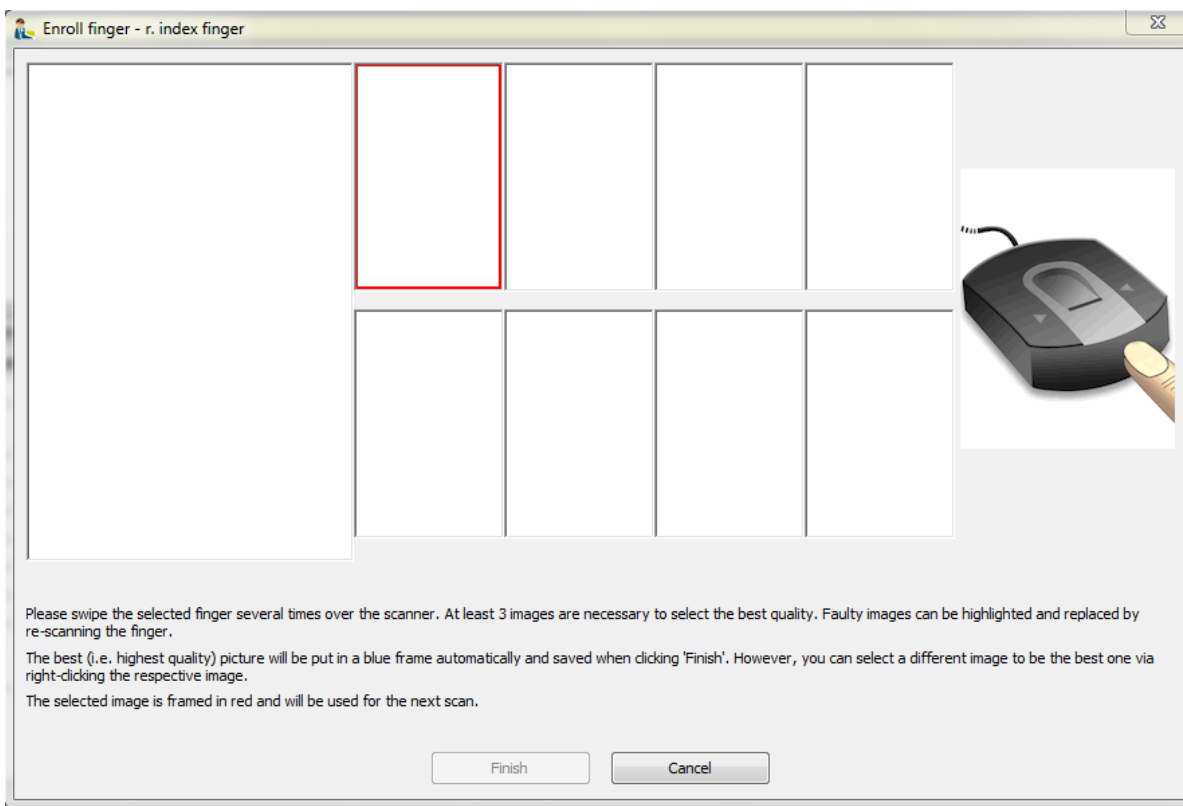 Enroll finger - r. index finger
Please swipe the selected finger several times over the scanner. At least 3 images are necessary to select the best quality. Faulty images can be highlighted and replaced by
re-scanning the finger.
The best (i.e. highest quality) picture will be put in a blue frame automatically and saved when clicking 'Finish'. However, you can select a different image to be the best one via
right-clicking the respective image.
The selected image is framed in red and will be used for the next scan.
Finish
Cancel